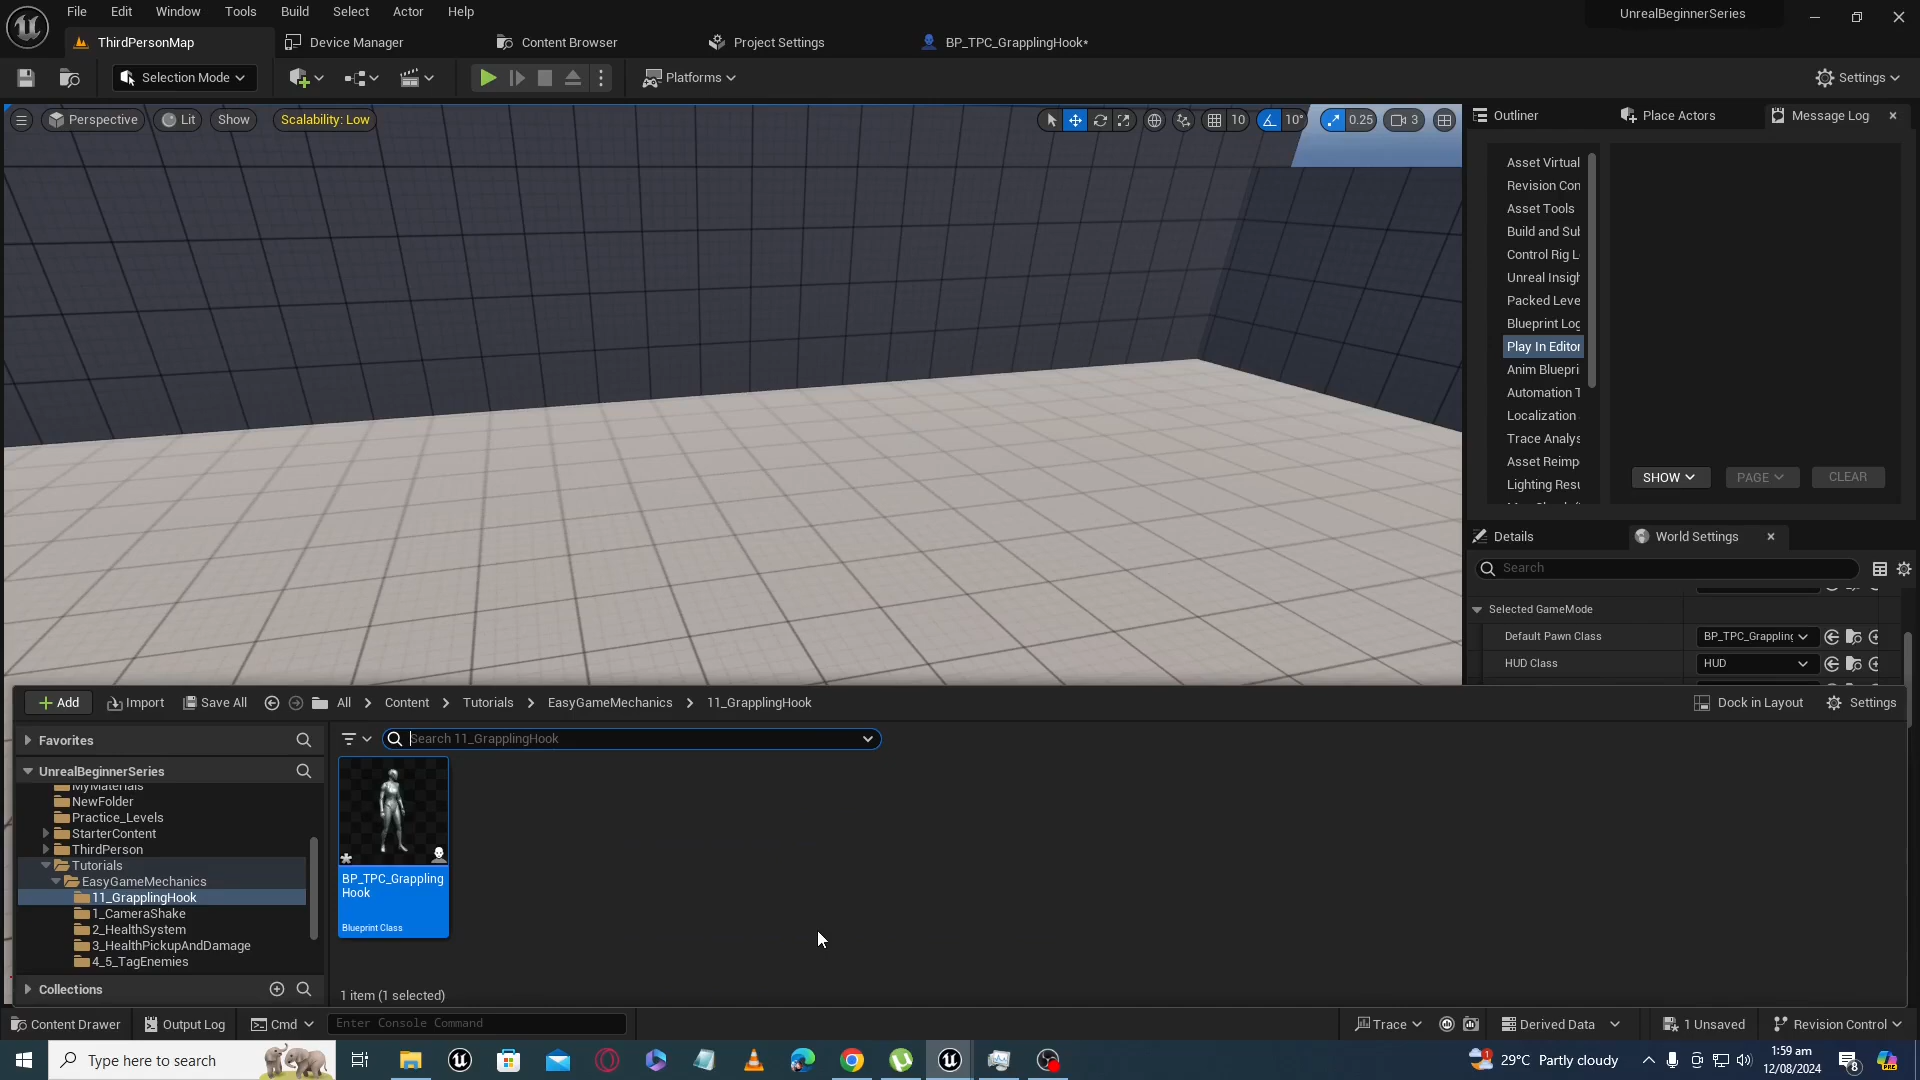 File Edit Window Tools Build Select Actor Help
UnrealBeginnerSeries
ThirdPersonMap Device Manager Content Browser Project Settings BP_TPC_GrapplingHook*
Selection Mode Platforms Settings
Perspective Lit Show Scalability: Low 10 10° 0.25 3
Outliner Place Actors Message Log
Asset Virtual
Revision Con
Asset Tools
Build and Sub
Control Rig L
Unreal Insigh
Packed Leve
Blueprint Log
Play In Editor
Anim Bluepri
Automation T
Localization
Trace Analys
Asset Reimp
Lighting Resu
SHOW PAGE CLEAR
Details World Settings
Search
Selected GameMode
Default Pawn Class BP_TPC_Grappling
HUD Class HUD
Add Import Save All All Content Tutorials EasyGameMechanics 11_GrapplingHook Dock in Layout Settings
Favorites
Search 11_GrapplingHook
UnrealBeginnerSeries
MyMaterials
NewFolder
Practice_Levels
StarterContent
ThirdPerson
Tutorials
EasyGameMechanics
11_GrapplingHook
1_CameraShake
2_HealthSystem
3_HealthPickupAndDamage
4_5_TagEnemies
Collections
BP_TPC_Grappling
Hook
Blueprint Class
1 item (1 selected)
Content Drawer Output Log Cmd Enter Console Command Trace Derived Data 1 Unsaved Revision Control
Type here to search
1 29°C Partly cloudy
1:59 am
12/08/2024
8
PRE